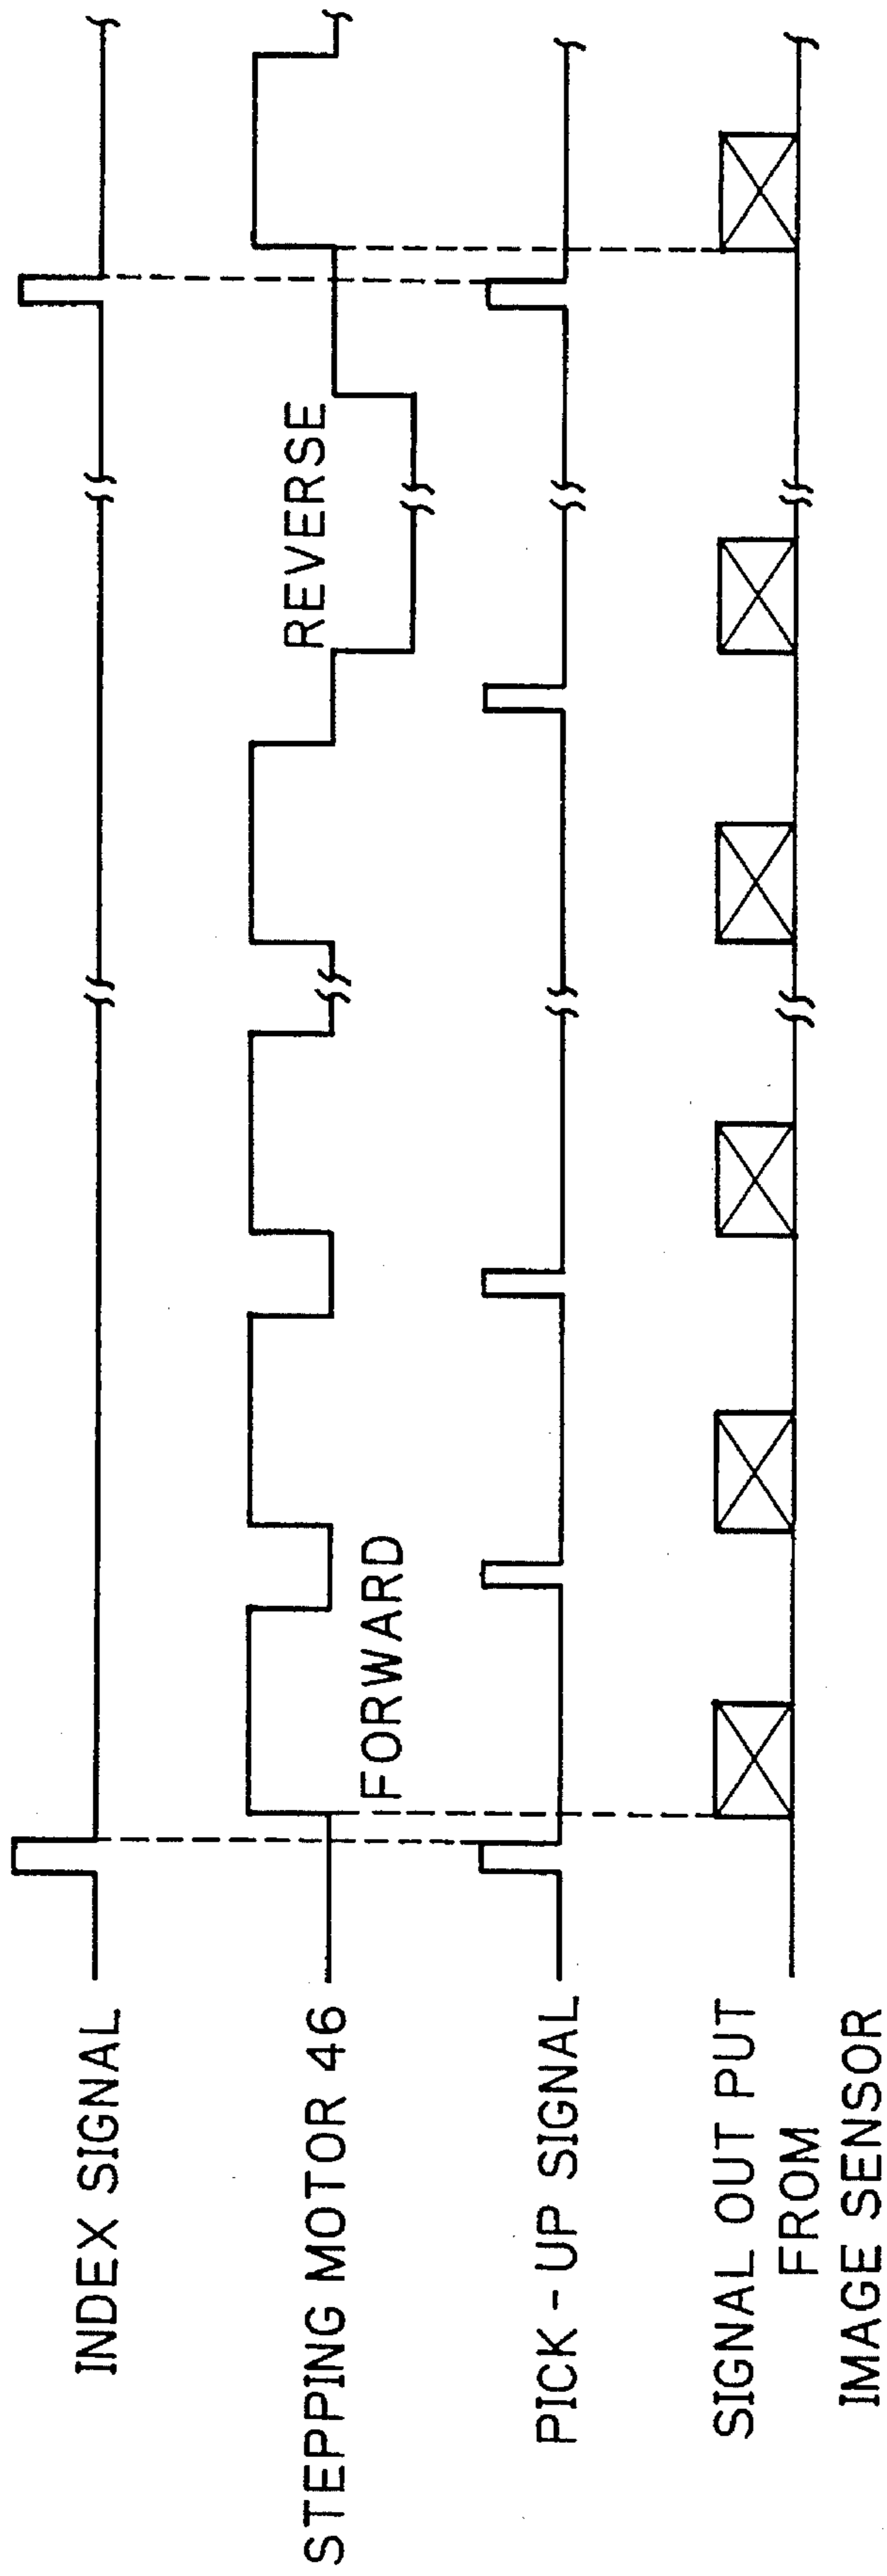 INDEX SIGNAL
STEPPING MOTOR 46
FORWARD
REVERSE
PICK-UP SIGNAL
SIGNAL OUT PUT
FROM
IMAGE SENSOR